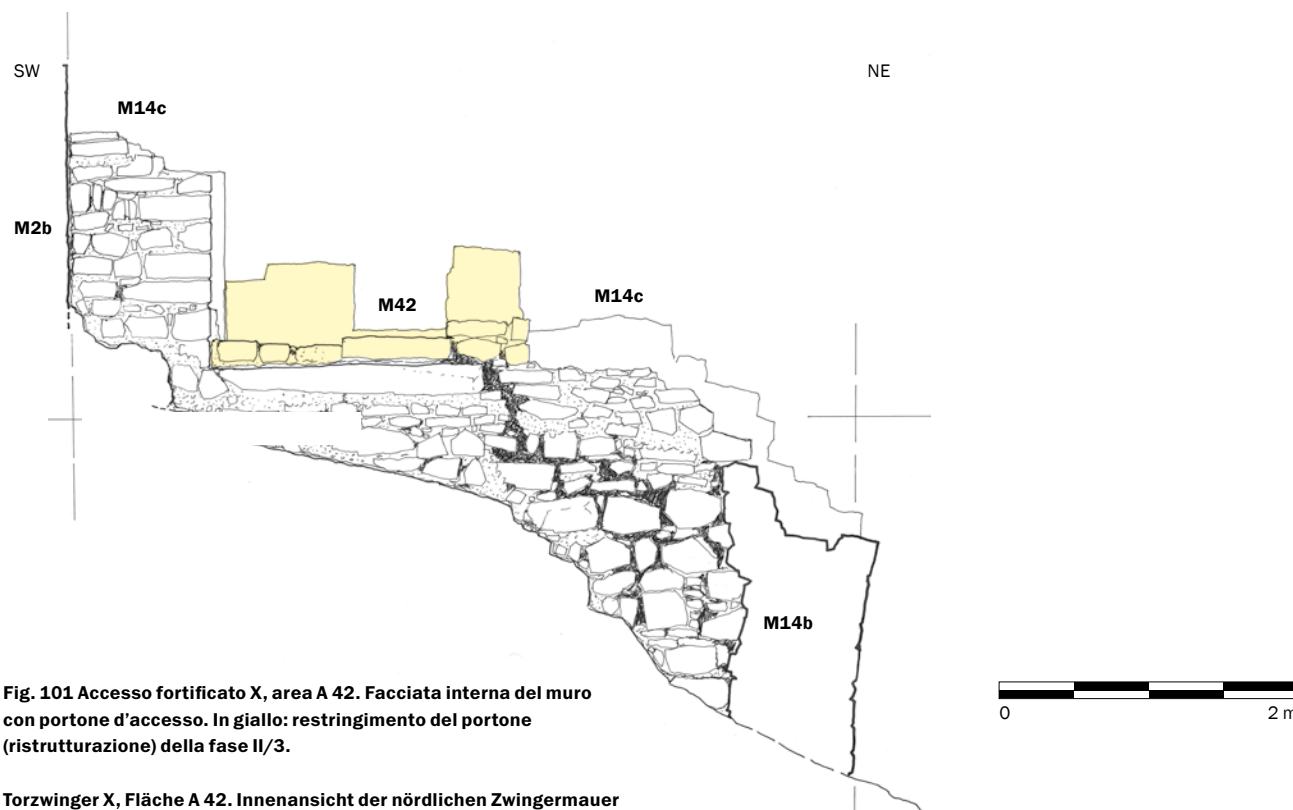 SW
NE
M14c
M2b
M42
M14c
M14b
Fig. 101 Accesso fortificato X, area A 42. Facciata interna del muro
con portone d'accesso. In giallo: restringimento del portone
(ristrutturazione) della fase II/3.
0 2 m
Torzwinger X, Fläche A 42. Innenansicht der nördlichen Zwingermauer